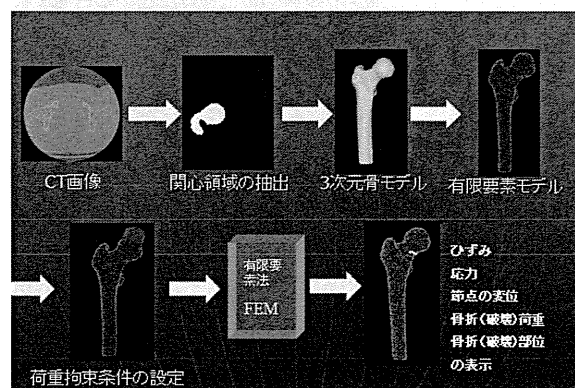 CT画像
関心領域の抽出
3次元骨モデル
有限要素モデル
荷重拘束条件の設定
有限要
素法
FEM
ひずみ
応力
節点の変位
骨折(破壊)荷重
骨折(破壊)部位
の表示